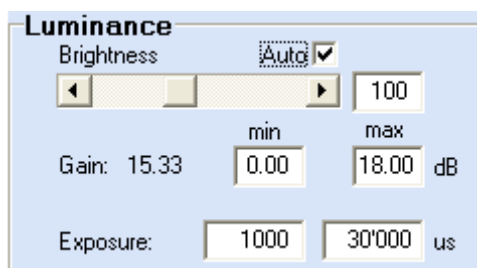 Luminance
Brightness Auto
100
min max
Gain: 15.33 0.00 18.00 dB
Exposure: 1000 30'000 us